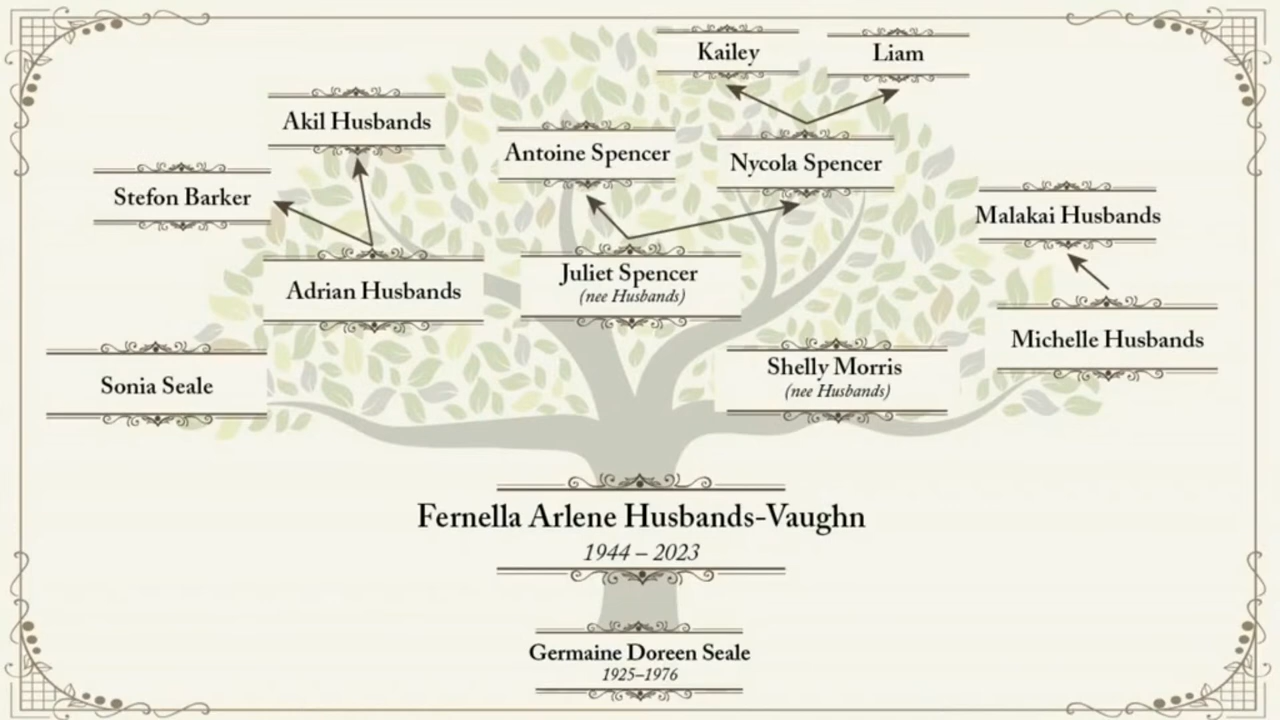 Kailey
Liam
Akil Husbands
Antoine Spencer
Nycola Spencer
Stefon Barker
Malakai Husbands
Adrian Husbands
Juliet Spencer
(nee Husbands)
Michelle Husbands
Sonia Seale
Shelly Morris
(nee Husbands)
Fernella Arlene Husbands-Vaughn
1944 – 2023
Germaine Doreen Seale
1925–1976